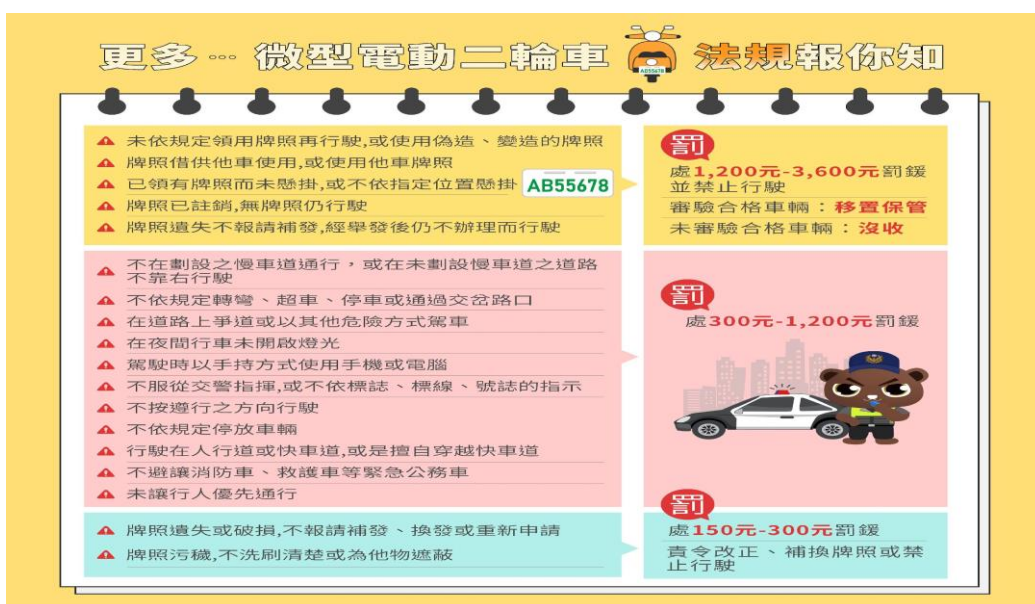 更多… 微型電動二輪車 法規報你知
AB55678
未依規定領用牌照再行駛,或使用偽造、變造的牌照
牌照借供他車使用,或使用他車牌照
已領有牌照而未懸掛,或不依指定位置懸掛 AB55678
牌照已註銷,無牌照仍行駛
牌照遺失不報請補發,經舉發後仍不辦理而行駛
罰
處1,200元-3,600元罰鍰
並禁止行駛
審驗合格車輛：移置保管
未審驗合格車輛：沒收
不在劃設之慢車道通行，或在未劃設慢車道之道路
不靠右行駛
不依規定轉彎、超車、停車或通過交岔路口
在道路上爭道或以其他危險方式駕車
在夜間行車未開啟燈光
駕駛時以手持方式使用手機或電腦
不服從交警指揮,或不依標誌、標線、號誌的指示
不按遵行之方向行駛
不依規定停放車輛
行駛在人行道或快車道,或是擅自穿越快車道
不避讓消防車、救護車等緊急公務車
未讓行人優先通行
罰
處300元-1,200元罰鍰
牌照遺失或破損,不報請補發、換發或重新申請
牌照污穢,不洗刷清楚或為他物遮蔽
罰
處150元-300元罰鍰
責令改正、補換牌照或禁
止行駛